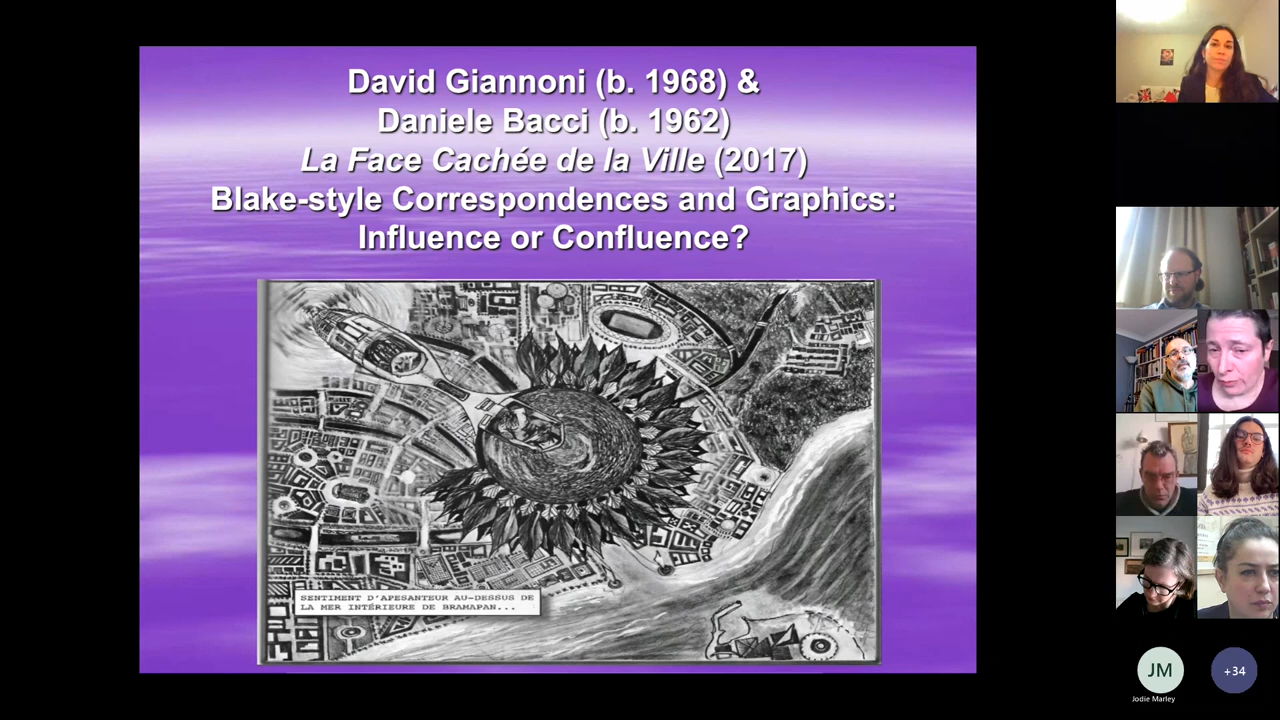 David Giannoni (b. 1968) &
Daniele Bacci (b. 1962)
La Face Cachée de la Ville (2017)
Blake-style Correspondences and Graphics:
Influence or Confluence?
SENTIMENT D'APESANTEUR AU-DESSUS DE
LA MER INTÉRIEURE DE BRAMAPAN...
JM
Jodie Marley
+34